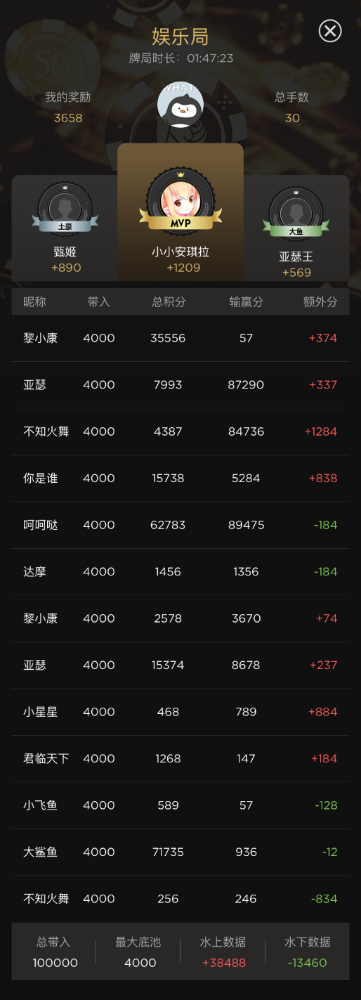 娱乐局
牌局时长：01:47:23
我的奖励
3658
WHAT?
总手数
30
土豪
甄姬
+890
MVP
小小安琪拉
+1209
大鱼
亚瑟王
+569
昵称 带入 总积分 输赢分 额外分
黎小康 4000 35556 57 +374
亚瑟 4000 7993 87290 +337
不知火舞 4000 4387 84736 +1284
你是谁 4000 15738 5284 +838
呵呵哒 4000 62783 89475 -184
达摩 4000 1456 1356 -184
黎小康 4000 2578 3670 +74
亚瑟 4000 15374 8678 +237
小星星 4000 468 789 +884
君临天下 4000 1268 147 +184
小飞鱼 4000 589 57 -128
大鲨鱼 4000 71735 936 -12
不知火舞 4000 256 246 -834
总带入 最大底池 水上数据 水下数据
100000 4000 +38488 -13460